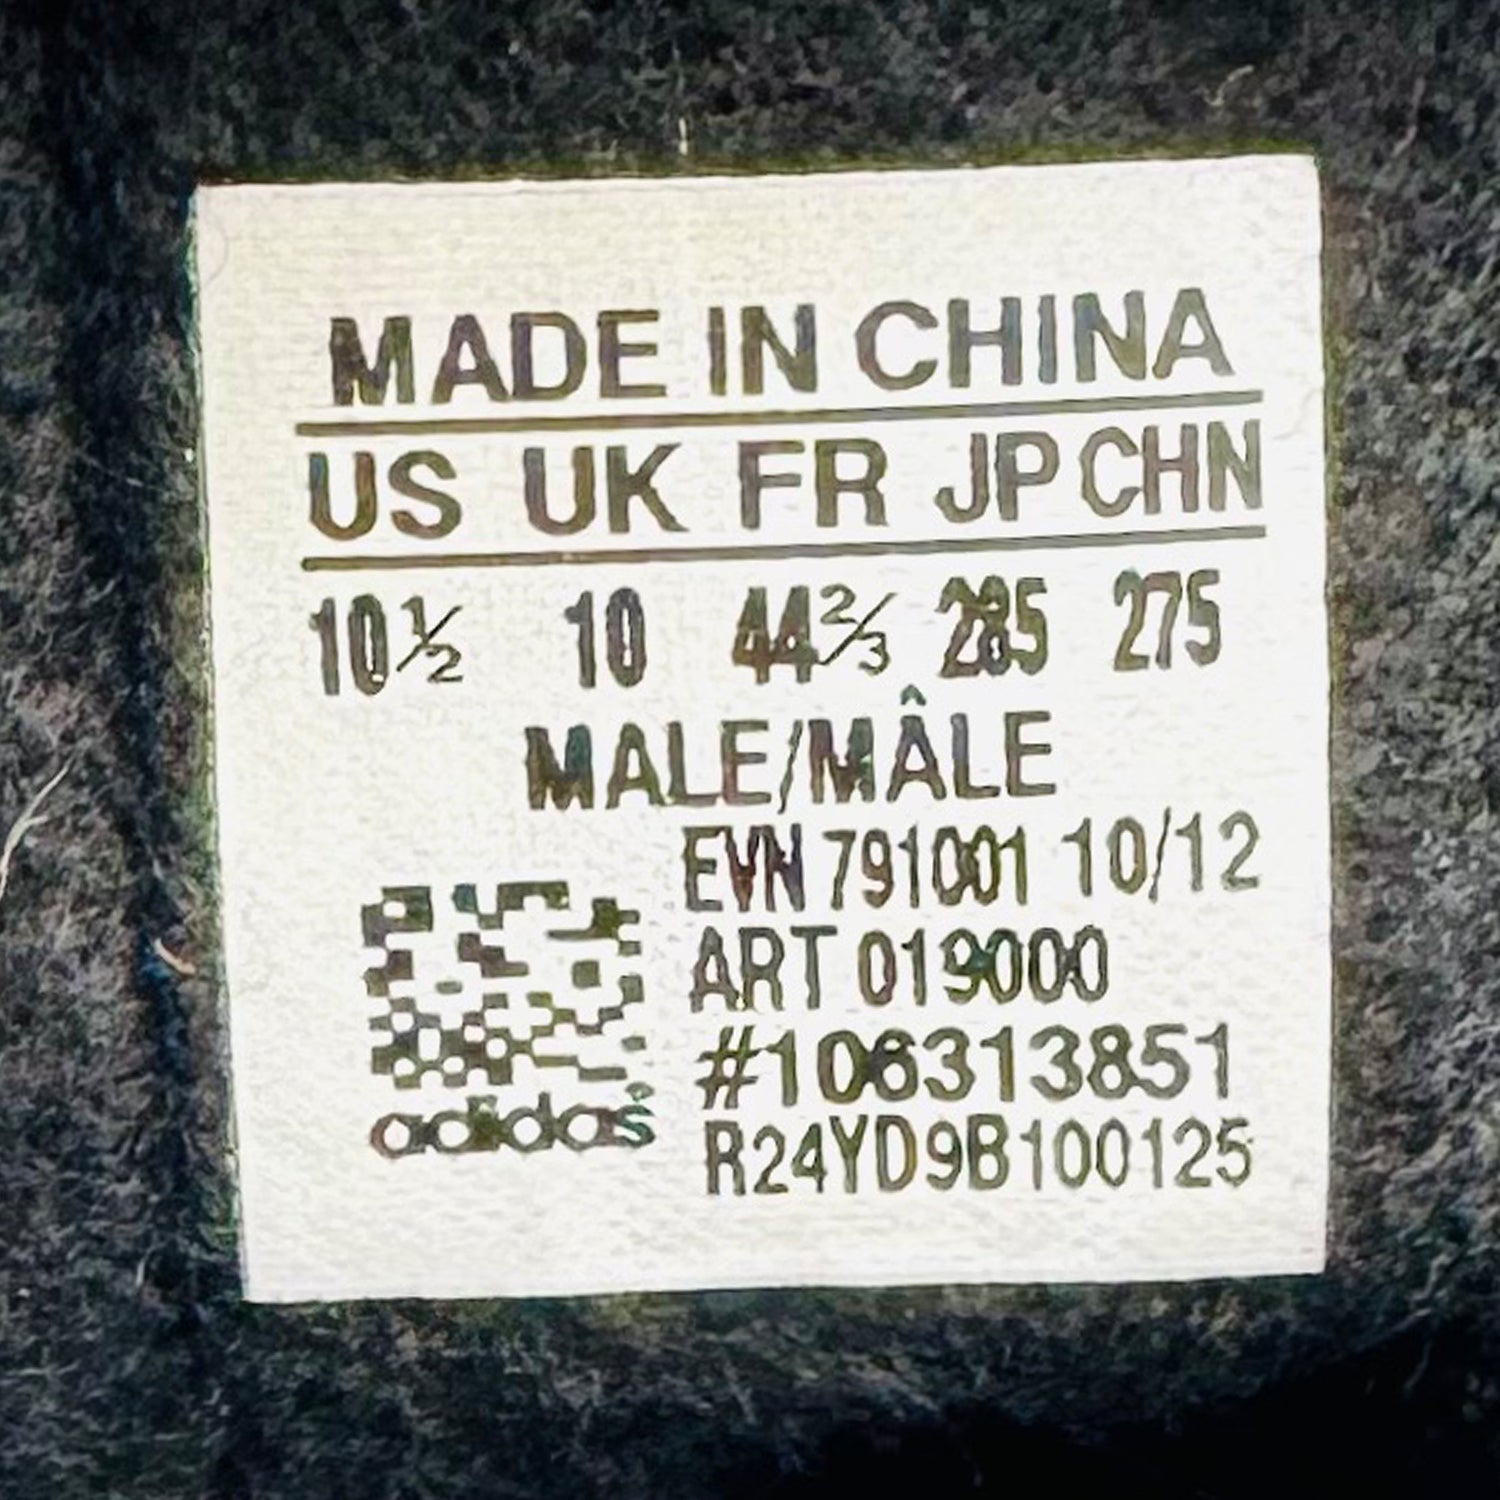 MADE IN CHINA
US UK FR JP CHN
10½ 10 44⅔ 285 275
MALE/MÂLE
EVN 791001 10/12
ART 019000
#106313851
adidas
R24YD9B100125